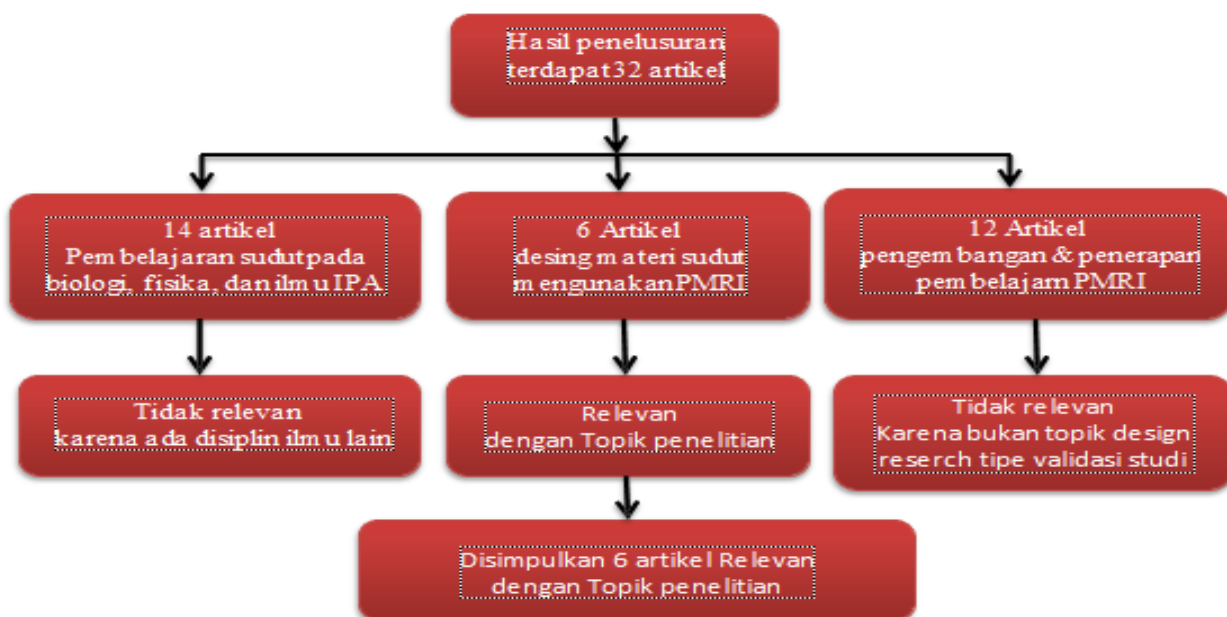 Hasil penelusuran
terdapat 32 artikel
14 artikel
Pembelajaran sudut pada
biologi, fisika, dan ilmu IPA
6 Artikel
desing materi sudut
mengunakan PMRI
12 Artikel
pengembangan & penerapan
pembelajarn PMRI
Tidak relevan
karena ada disiplin ilmu lain
Relevan
dengan Topik penelitian
Tidak relevan
Karena bukan topik design
reserch tipe validasi studi
Disimpulkan 6 artikel Relevan
dengan Topik penelitian